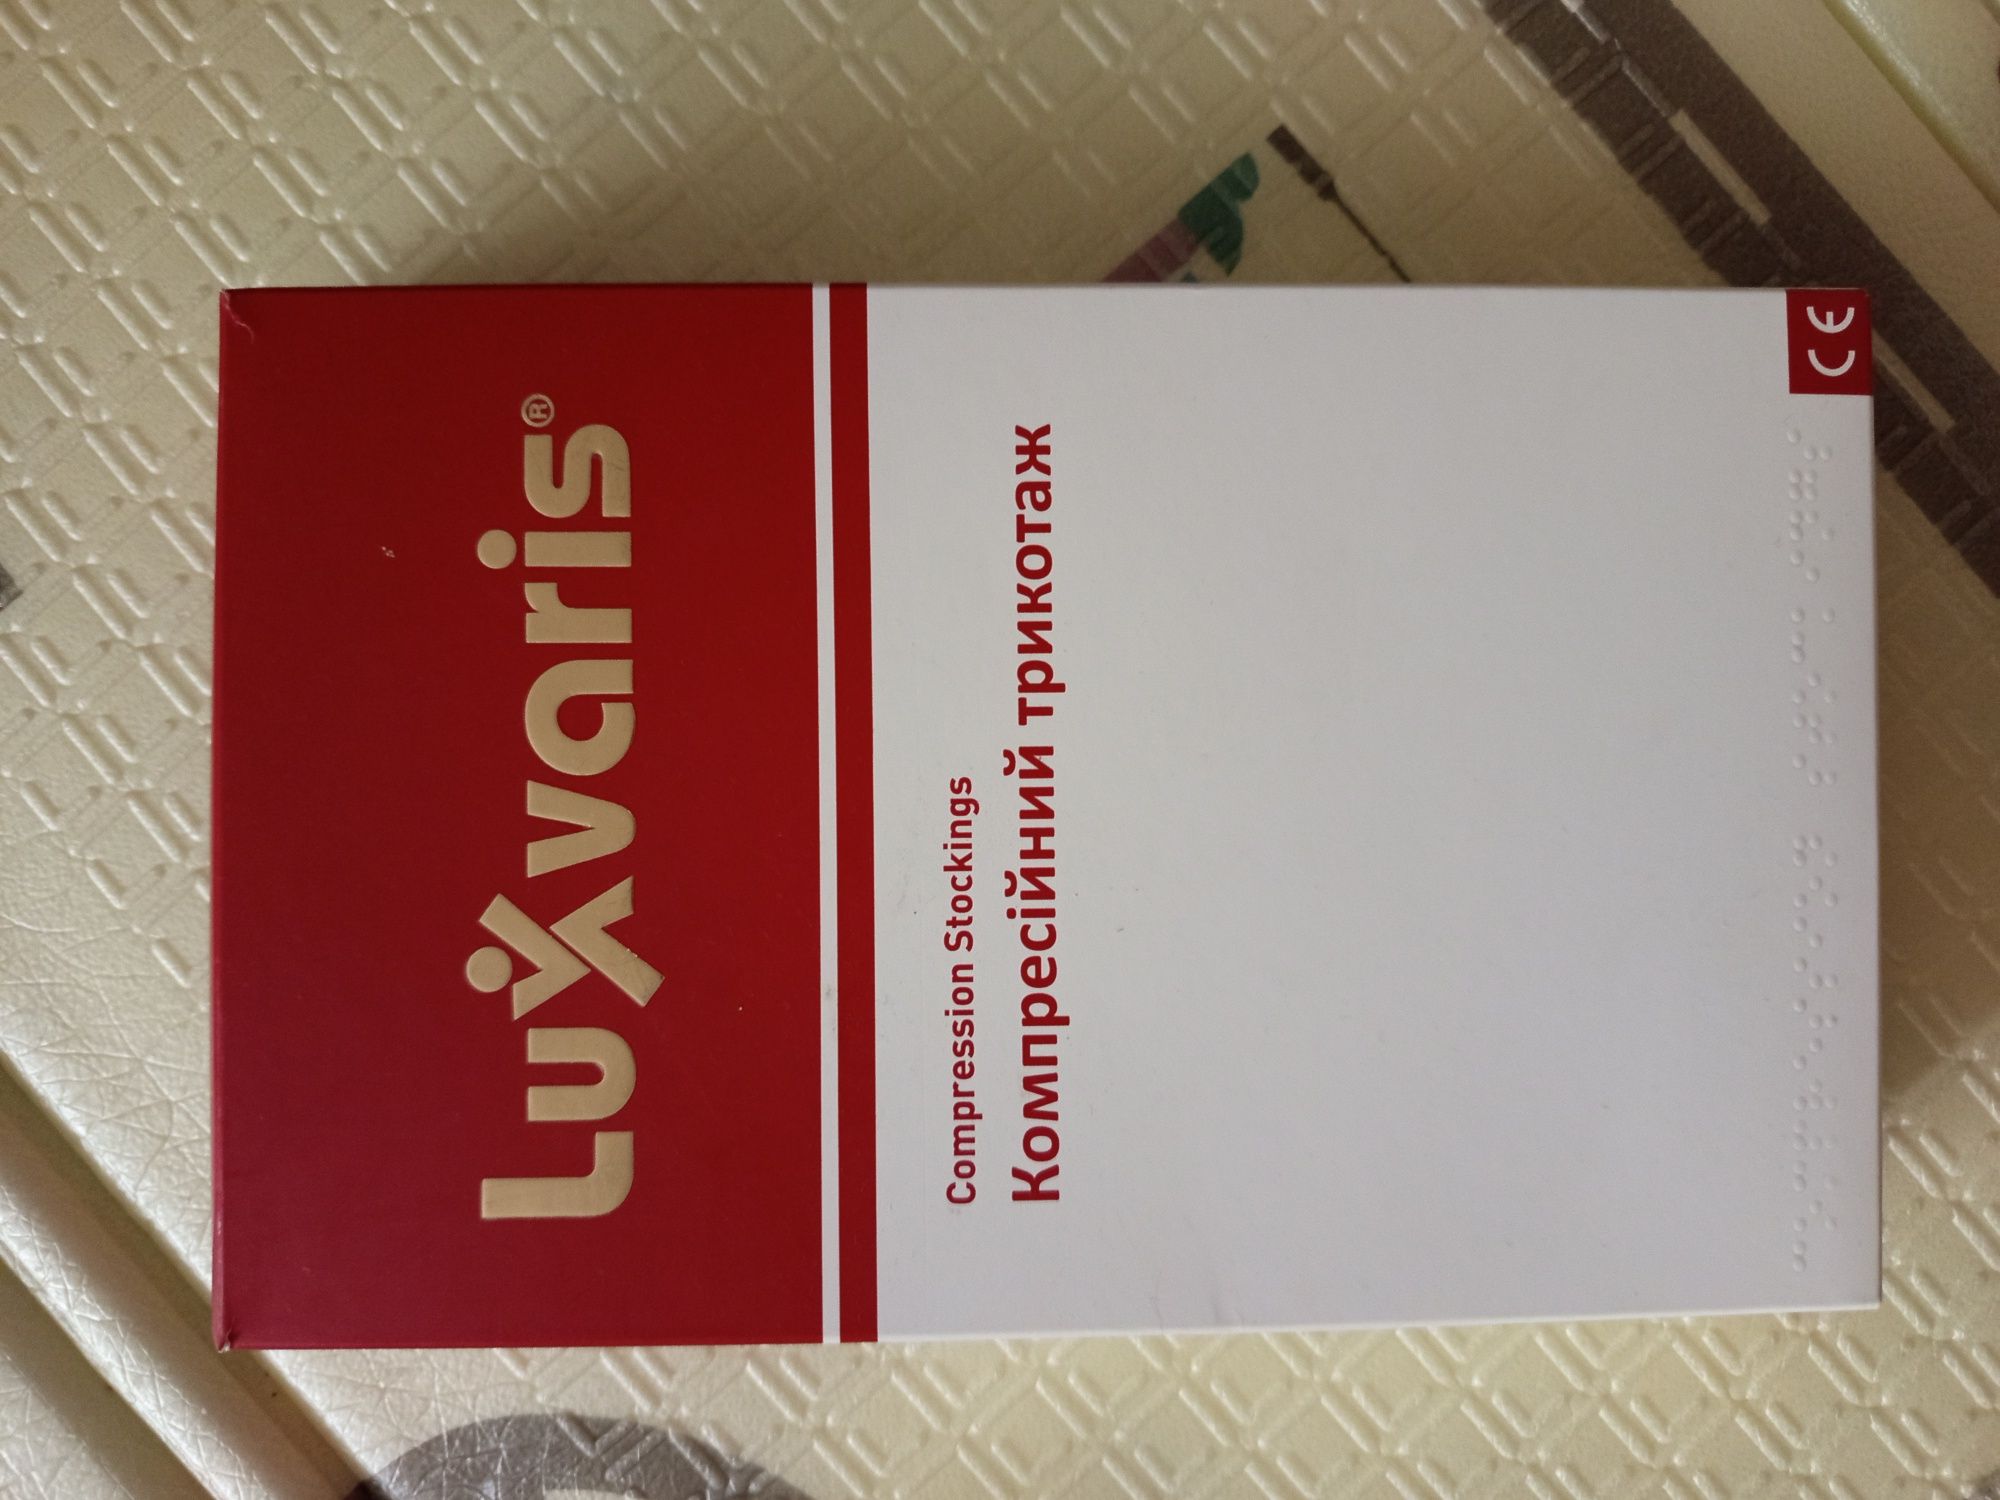 Luxvaris®
Compression Stockings
Компресійний трикотаж
CE